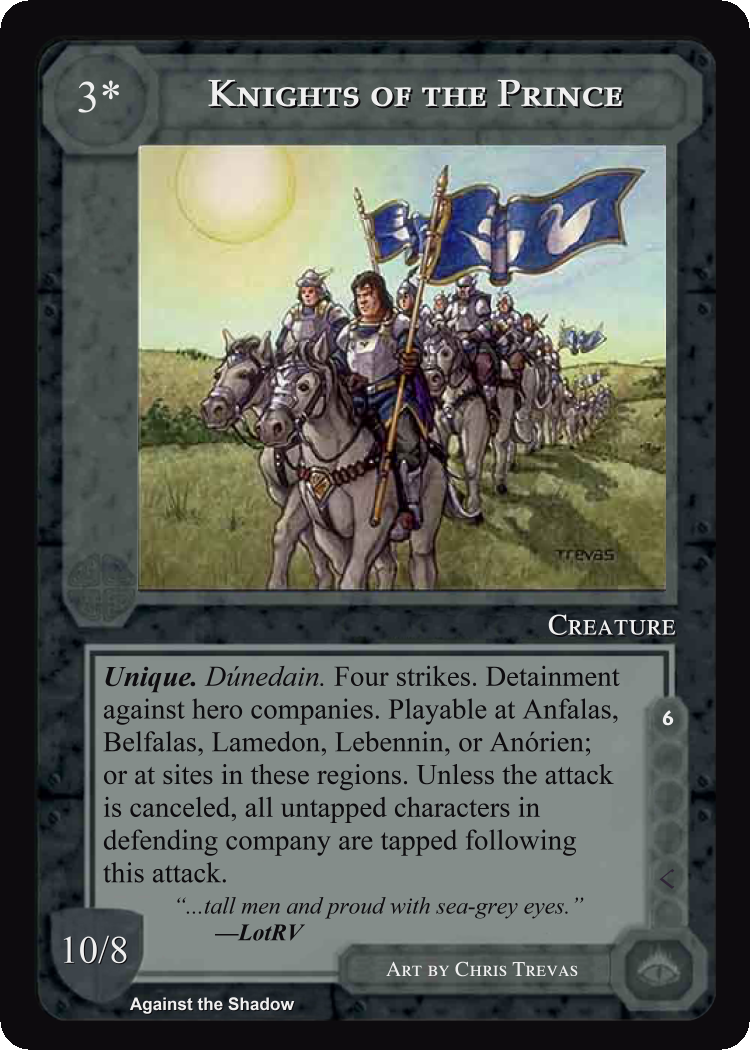 3*
KNIGHTS OF THE PRINCE
TREVAS
CREATURE
Unique. Dúnedain. Four strikes. Detainment
against hero companies. Playable at Anfalas,
Belfalas, Lamedon, Lebennin, or Anórien;
or at sites in these regions. Unless the attack
is canceled, all untapped characters in
defending company are tapped following
this attack.
“...tall men and proud with sea-grey eyes.”
—LotRV
6
<
10/8
ART BY CHRIS TREVAS
Against the Shadow